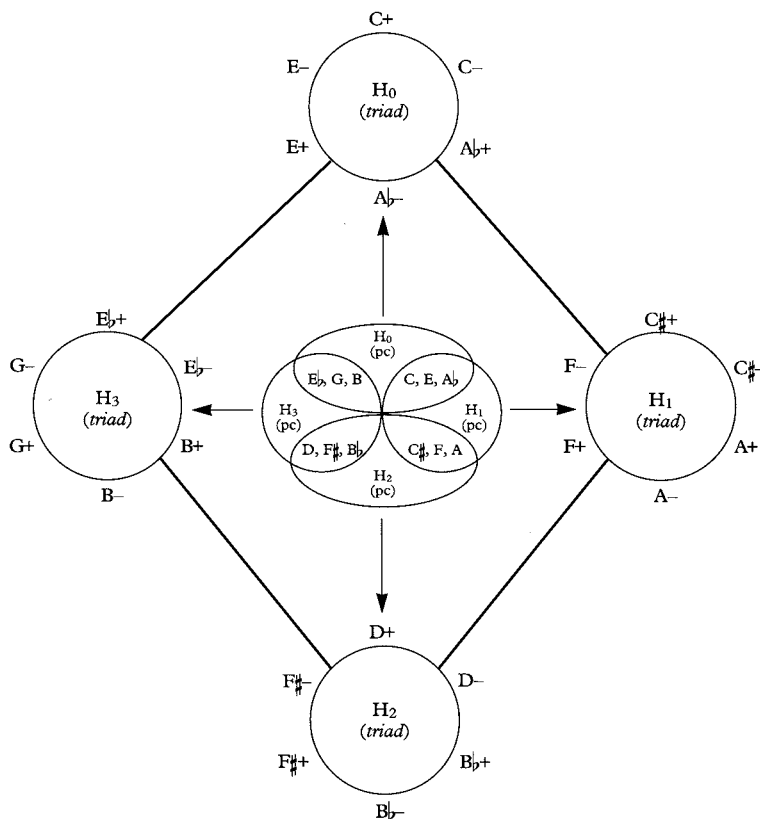 C+
E– C–
H₀
(triad)
E+ A♭+
A♭–
E♭+ C♯+
H₀
(pc)
G– E♭– F– C♯–
E♭, G, B C, E, A♭
H₃
(triad)
H₃
(pc)
H₁
(pc)
H₁
(triad)
G+ B+ F+ A+
D, F♯, B♭ C♯, F, A
H₂
(pc)
B– A–
D+
F♯– D–
H₂
(triad)
F♯+ B♭+
B♭–